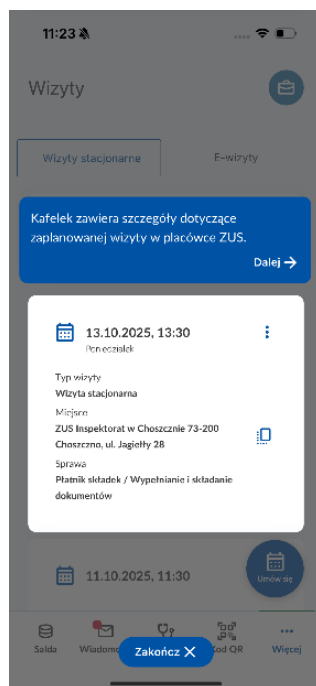 11:23
Wizyty
Wizyty stacjonarne
E-wizyty
Kafelek zawiera szczegóły dotyczące
zaplanowanej wizyty w placówce ZUS.
Dalej
13.10.2025, 13:30
Poniedziałek
Typ wizyty
Wizyta stacjonarna
Miejsce
ZUS Inspektorat w Choszcznie 73-200
Choszczno, ul. Jagiełły 28
Sprawa
Płatnik składek / Wypełnianie i składanie
dokumentów
11.10.2025, 11:30
Umów się
Salda
Wiadomo
Kod QR
Więcej
Zakończ